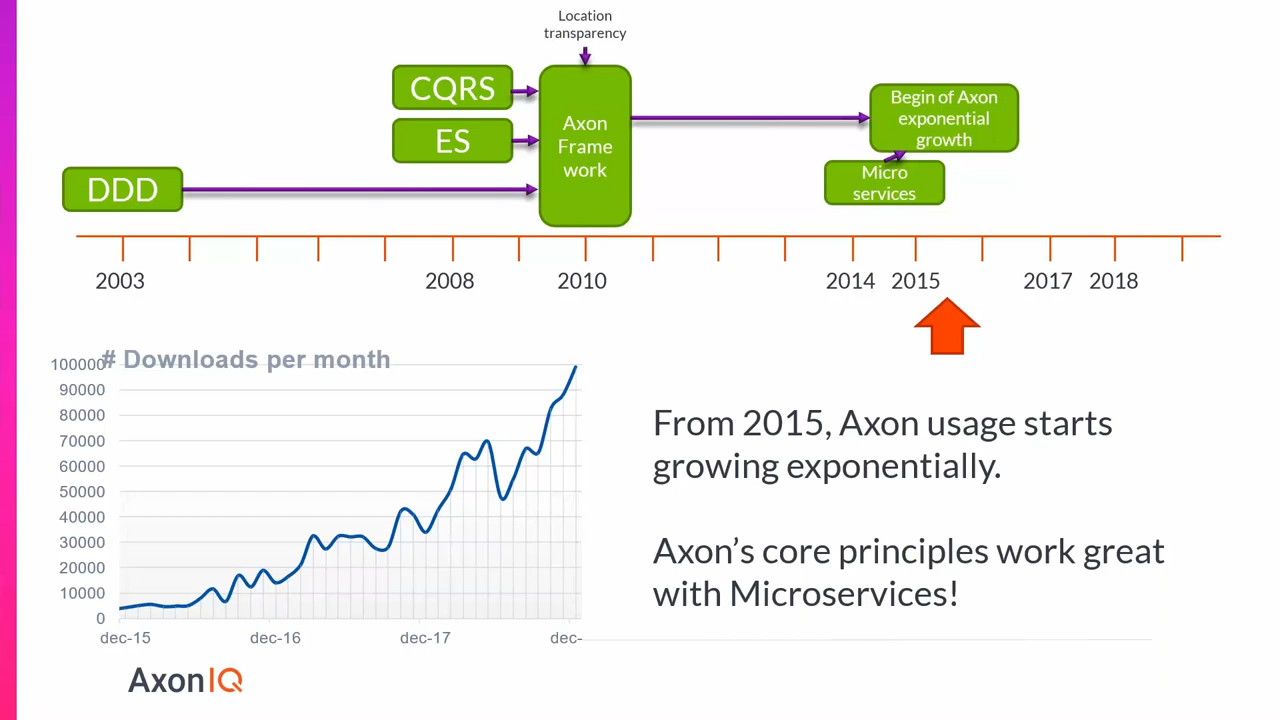 Location
transparency
CQRS
ES
DDD
Axon
Frame
work
Begin of Axon
exponential
growth
Micro
services
2003
2008
2010
2014
2015
2017
2018
# Downloads per month
100000
90000
80000
70000
60000
50000
40000
30000
20000
10000
0
dec-15
dec-16
dec-17
dec-
From 2015, Axon usage starts
growing exponentially.
Axon’s core principles work great
with Microservices!
AxonIQ